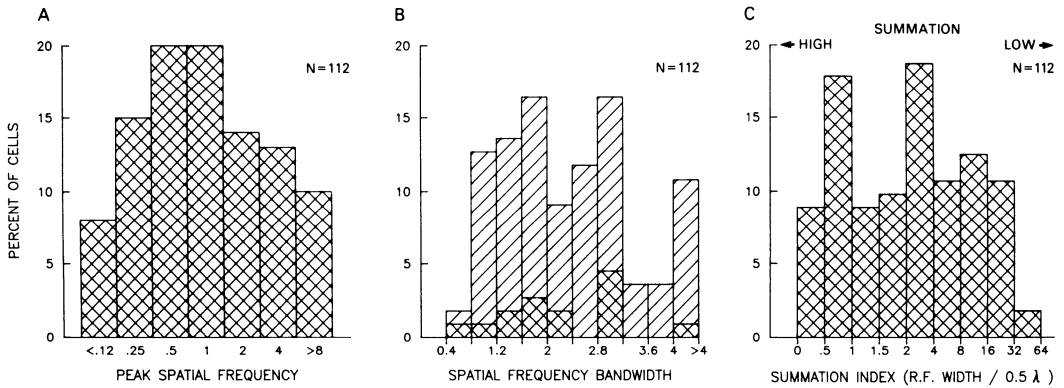 A
B
C
SUMMATION
HIGH
LOW
N=112
N=112
N=112
PERCENT OF CELLS
20
15
10
5
0
<.12 .25 .5 1 2 4 >8
PEAK SPATIAL FREQUENCY
20
15
10
5
0
0.4 1.2 2 2.8 3.6 4 >4
SPATIAL FREQUENCY BANDWIDTH
20
15
10
5
0
0 .5 1 1.5 2 4 8 16 32 64
SUMMATION INDEX (R.F. WIDTH / 0.5 λ )